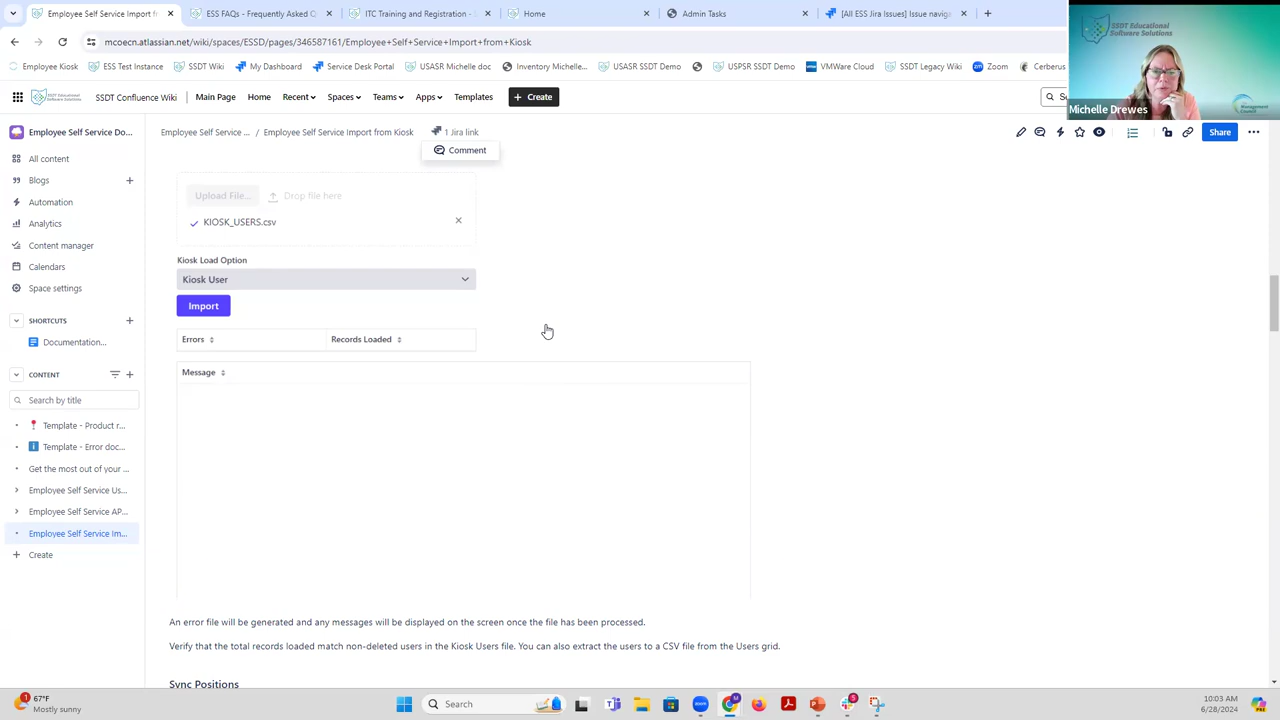 Employee Self Service Import from
ESS FAQs - Frequently Asked Q
ITC Training and Registration -
Home
Admin Tasks
[All ESS Jira Issues] Issue navig
mcoecn.atlassian.net/wiki/spaces/ESSD/pages/346587161/Employee+Self+Service+Import+from+Kiosk
Employee Kiosk
ESS Test Instance
SSDT Wiki
My Dashboard
Service Desk Portal
USASR Michelle doc
Inventory Michelle...
USASR SSDT Demo
USPSR SSDT Demo
VMWare Cloud
SSDT Legacy Wiki
Zoom
Cerberus
SSDT Educational
Software Solutions
Management
Council
Michelle Drewes
SSDT Confluence Wiki
Main Page
Home
Recent
Spaces
Teams
Apps
Templates
+ Create
Employee Self Service Do...
Employee Self Service ... / Employee Self Service Import from Kiosk
1 Jira link
Share
Comment
All content
Blogs
Automation
Analytics
Content manager
Calendars
Space settings
SHORTCUTS
Documentation...
CONTENT
Search by title
Template - Product r...
Template - Error doc...
Get the most out of your ...
Employee Self Service Us...
Employee Self Service AP...
Employee Self Service Im...
Create
Upload File...
Drop file here
KIOSK_USERS.csv
Kiosk Load Option
Kiosk User
Import
Errors
Records Loaded
Message
An error file will be generated and any messages will be displayed on the screen once the file has been processed.
Verify that the total records loaded match non-deleted users in the Kiosk Users file. You can also extract the users to a CSV file from the Users grid.
Sync Positions
1
67°F
Mostly sunny
Search
10:03 AM
6/28/2024